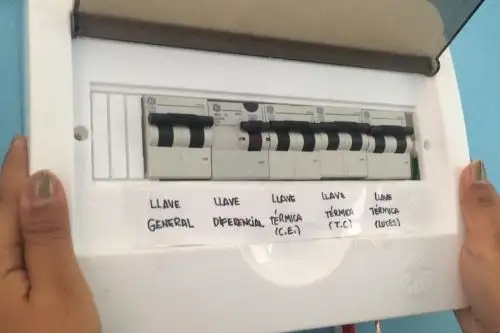 LLAVE
GENERAL
LLAVE
DIFERENCIAL
LLAVE
TÉRMICA
(C.E.)
LLAVE
TÉRMICA
(T.C.)
LLAVE
TÉRMICA
(LUCES)